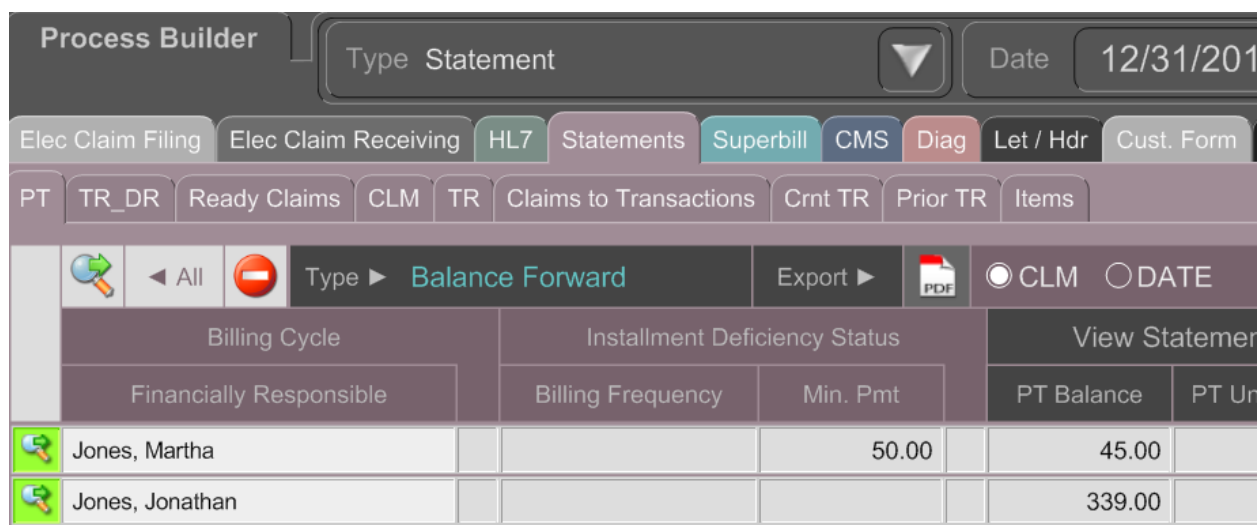 Process Builder
Type Statement
Date 12/31/201
Elec Claim Filing Elec Claim Receiving HL7 Statements Superbill CMS Diag Let / Hdr Cust. Form
PT TR_DR Ready Claims CLM TR Claims to Transactions Crnt TR Prior TR Items
◄ All Type ► Balance Forward Export ► PDF CLM DATE
Billing Cycle Installment Deficiency Status View Statemen
Financially Responsible Billing Frequency Min. Pmt PT Balance PT Un
Jones, Martha 50.00 45.00
Jones, Jonathan 339.00